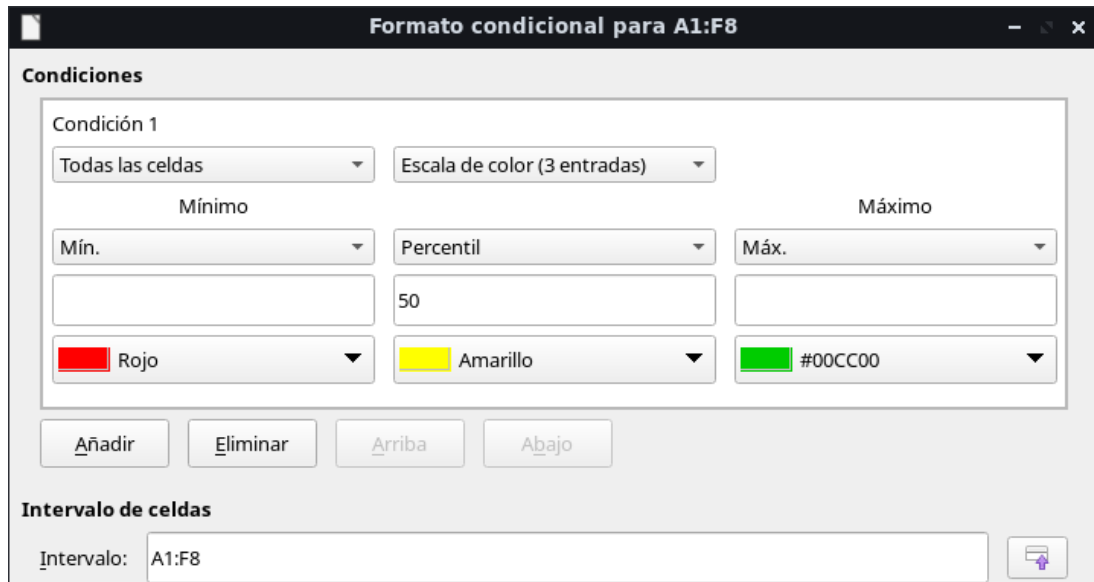 Formato condicional para A1:F8
Condiciones
Condición 1
Todas las celdas Escala de color (3 entradas)
Mínimo Máximo
Mín. Percentil Máx.
50
Rojo Amarillo #00CC00
Añadir Eliminar Arriba Abajo
Intervalo de celdas
Intervalo: A1:F8